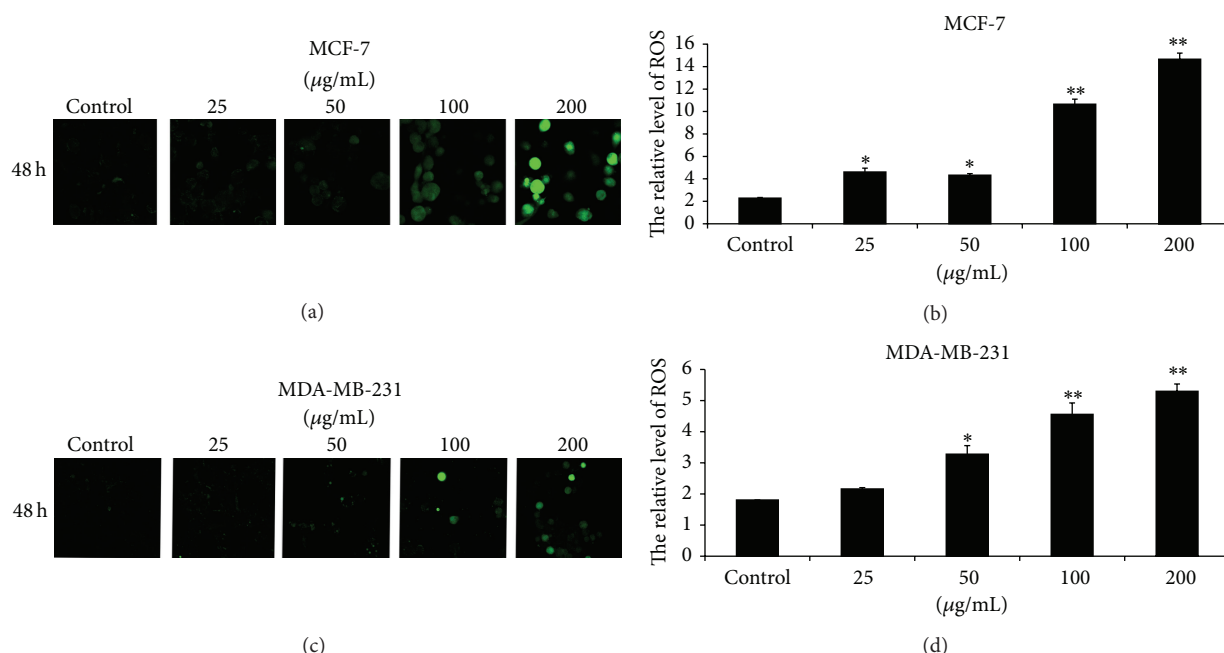 MCF-7
(μg/mL)
Control 25 50 100 200
48 h
(a)
MCF-7
The relative level of ROS
16
14
12
10
8
6
4
2
0
* * ** **
Control 25 50 100 200
(μg/mL)
(b)
MDA-MB-231
(μg/mL)
Control 25 50 100 200
48 h
(c)
MDA-MB-231
The relative level of ROS
6
5
4
3
2
1
0
* ** **
Control 25 50 100 200
(μg/mL)
(d)